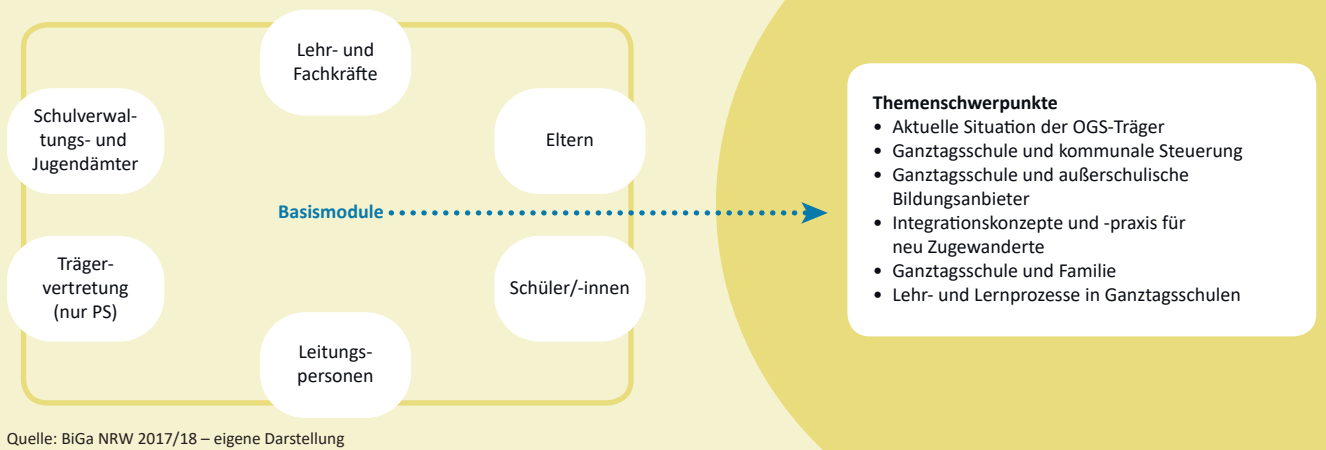 Lehr- und
Fachkräfte
Schulverwal-
tungs- und
Jugendämter
Eltern
Basismodule
Träger-
vertretung
(nur PS)
Schüler/-innen
Leitungs-
personen
Themenschwerpunkte
• Aktuelle Situation der OGS-Träger
• Ganztagsschule und kommunale Steuerung
• Ganztagsschule und außerschulische
Bildungsanbieter
• Integrationskonzepte und -praxis für
neu Zugewanderte
• Ganztagsschule und Familie
• Lehr- und Lernprozesse in Ganztagsschulen
Quelle: BiGa NRW 2017/18 – eigene Darstellung